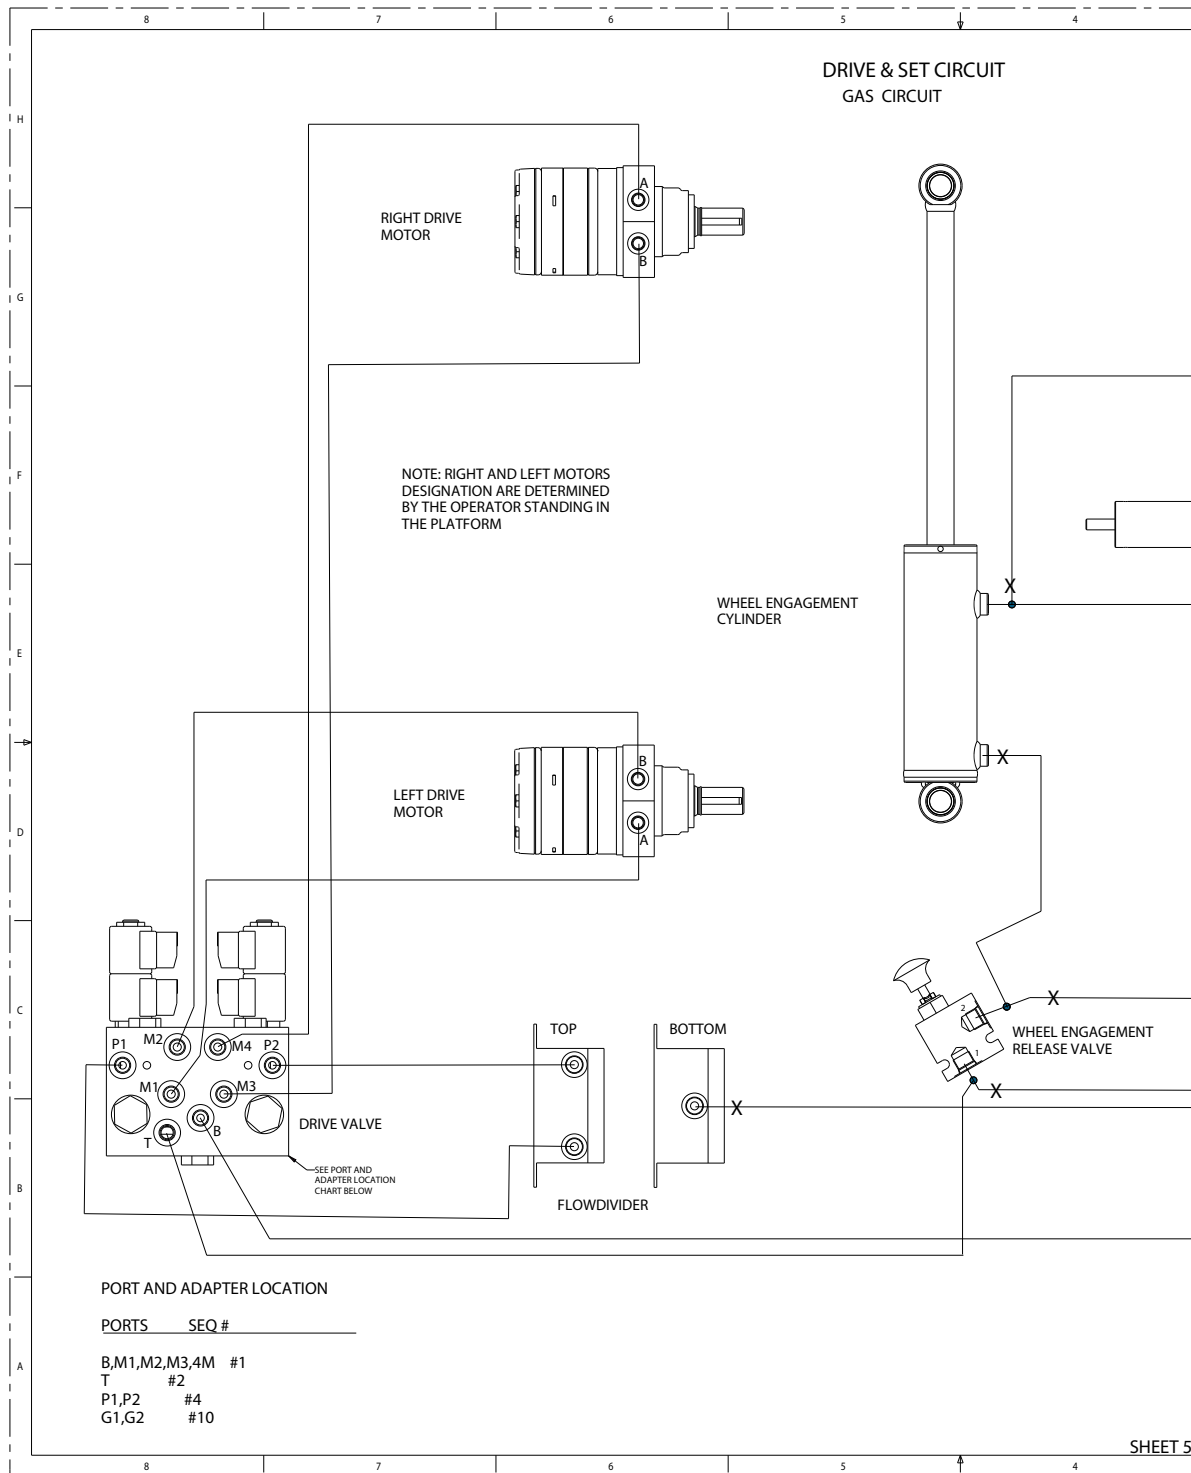 8 7 6 5 4
DRIVE & SET CIRCUIT
GAS CIRCUIT
H
A
RIGHT DRIVE
MOTOR
B
G
F
NOTE: RIGHT AND LEFT MOTORS
DESIGNATION ARE DETERMINED
BY THE OPERATOR STANDING IN
THE PLATFORM
X
WHEEL ENGAGEMENT
CYLINDER
E
B
X
LEFT DRIVE
MOTOR
D
A
C
X
2
TOP
BOTTOM
WHEEL ENGAGEMENT
RELEASE VALVE
P1
M2
M4
P2
1
M1
M3
X
X
DRIVE VALVE
B
T
SEE PORT AND
ADAPTER LOCATION
CHART BELOW
B
FLOWDIVIDER
PORT AND ADAPTER LOCATION
PORTS SEQ #
B,M1,M2,M3,4M #1
A
T #2
P1,P2 #4
G1,G2 #10
SHEET 5
8 7 6 5 4